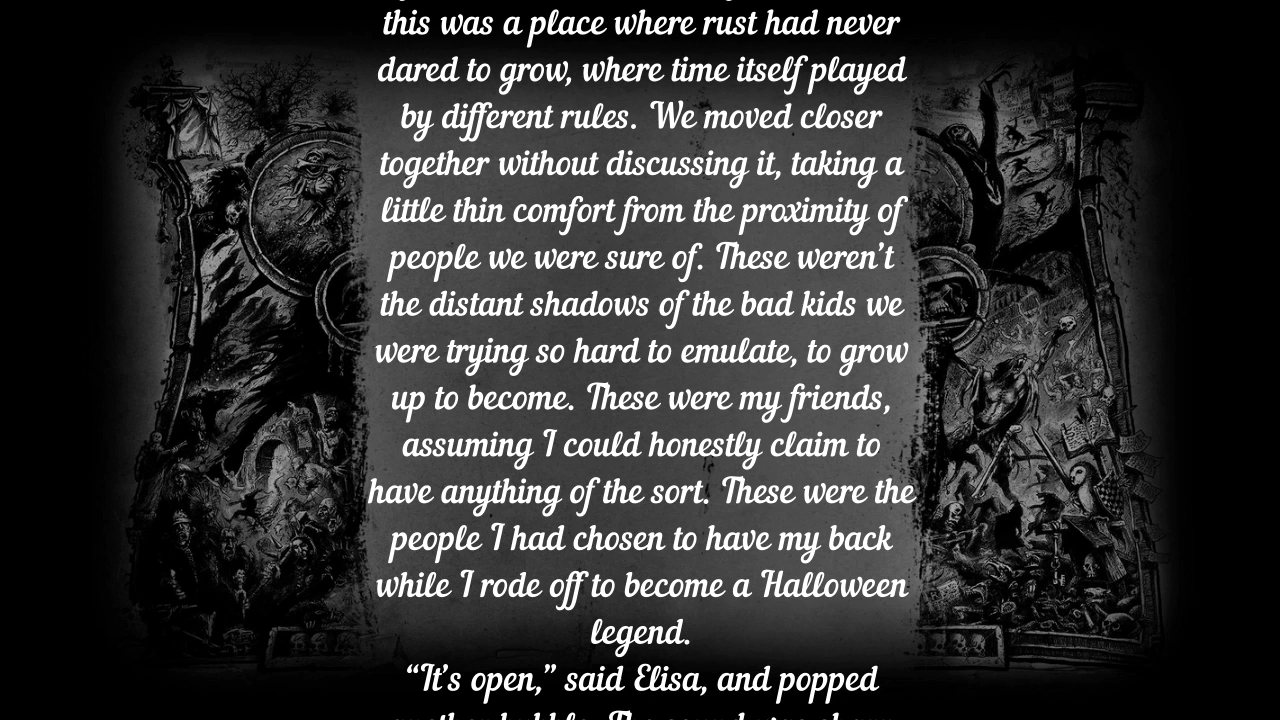 this was a place where rust had never
dared to grow, where time itself played
by different rules. We moved closer
together without discussing it, taking a
little thin comfort from the proximity of
people we were sure of. These weren’t
the distant shadows of the bad kids we
were trying so hard to emulate, to grow
up to become. These were my friends,
assuming I could honestly claim to
have anything of the sort. These were the
people I had chosen to have my back
while I rode off to become a Halloween
legend.
“It’s open,” said Elisa, and popped